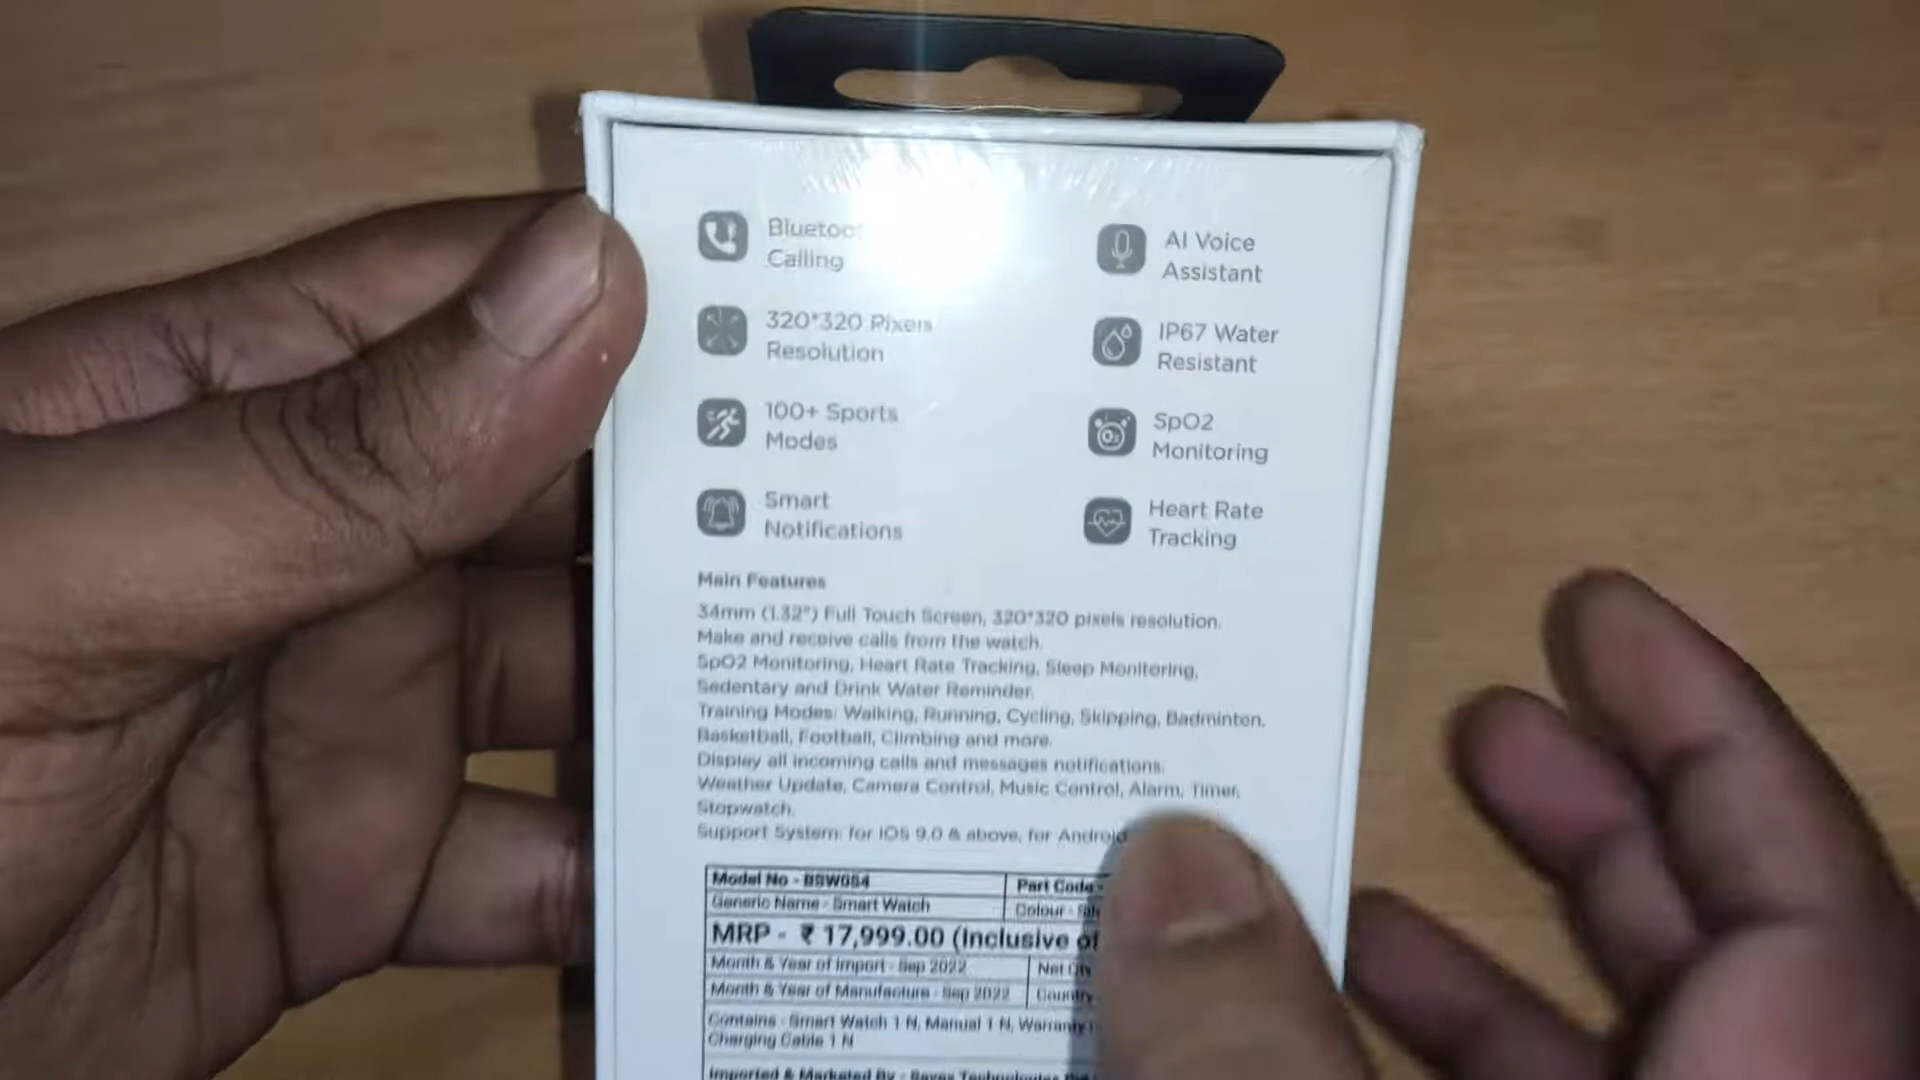 Bluetoo
Calling
AI Voice
Assistant
320*320 Pixels
Resolution
IP67 Water
Resistant
100+ Sports
Modes
SpO2
Monitoring
Smart
Notifications
Heart Rate
Tracking
Main Features
34mm (1.32") Full Touch Screen, 320*320 pixels resolution.
Make and receive calls from the watch.
SpO2 Monitoring, Heart Rate Tracking, Sleep Monitoring,
Sedentary and Drink Water Reminder.
Training Modes: Walking, Running, Cycling, Skipping, Badminton,
Basketball, Football, Climbing and more.
Display all incoming calls and messages notifications.
Weather Update, Camera Control, Music Control, Alarm, Timer,
Stopwatch.
Support System: for iOS 9.0 & above, for Android
Model No - BSW054
Part Code -
Generic Name - Smart Watch
Colour -
MRP - ₹ 17,999.00 (Inclusive of
Month & Year of Import - Sep 2022
Net
Month & Year of Manufacture - Sep 2022
Country
Contains - Smart Watch 1 N, Manual 1 N, Warranty
Charging Cable 1 N
Imported & Marketed By - Technologies